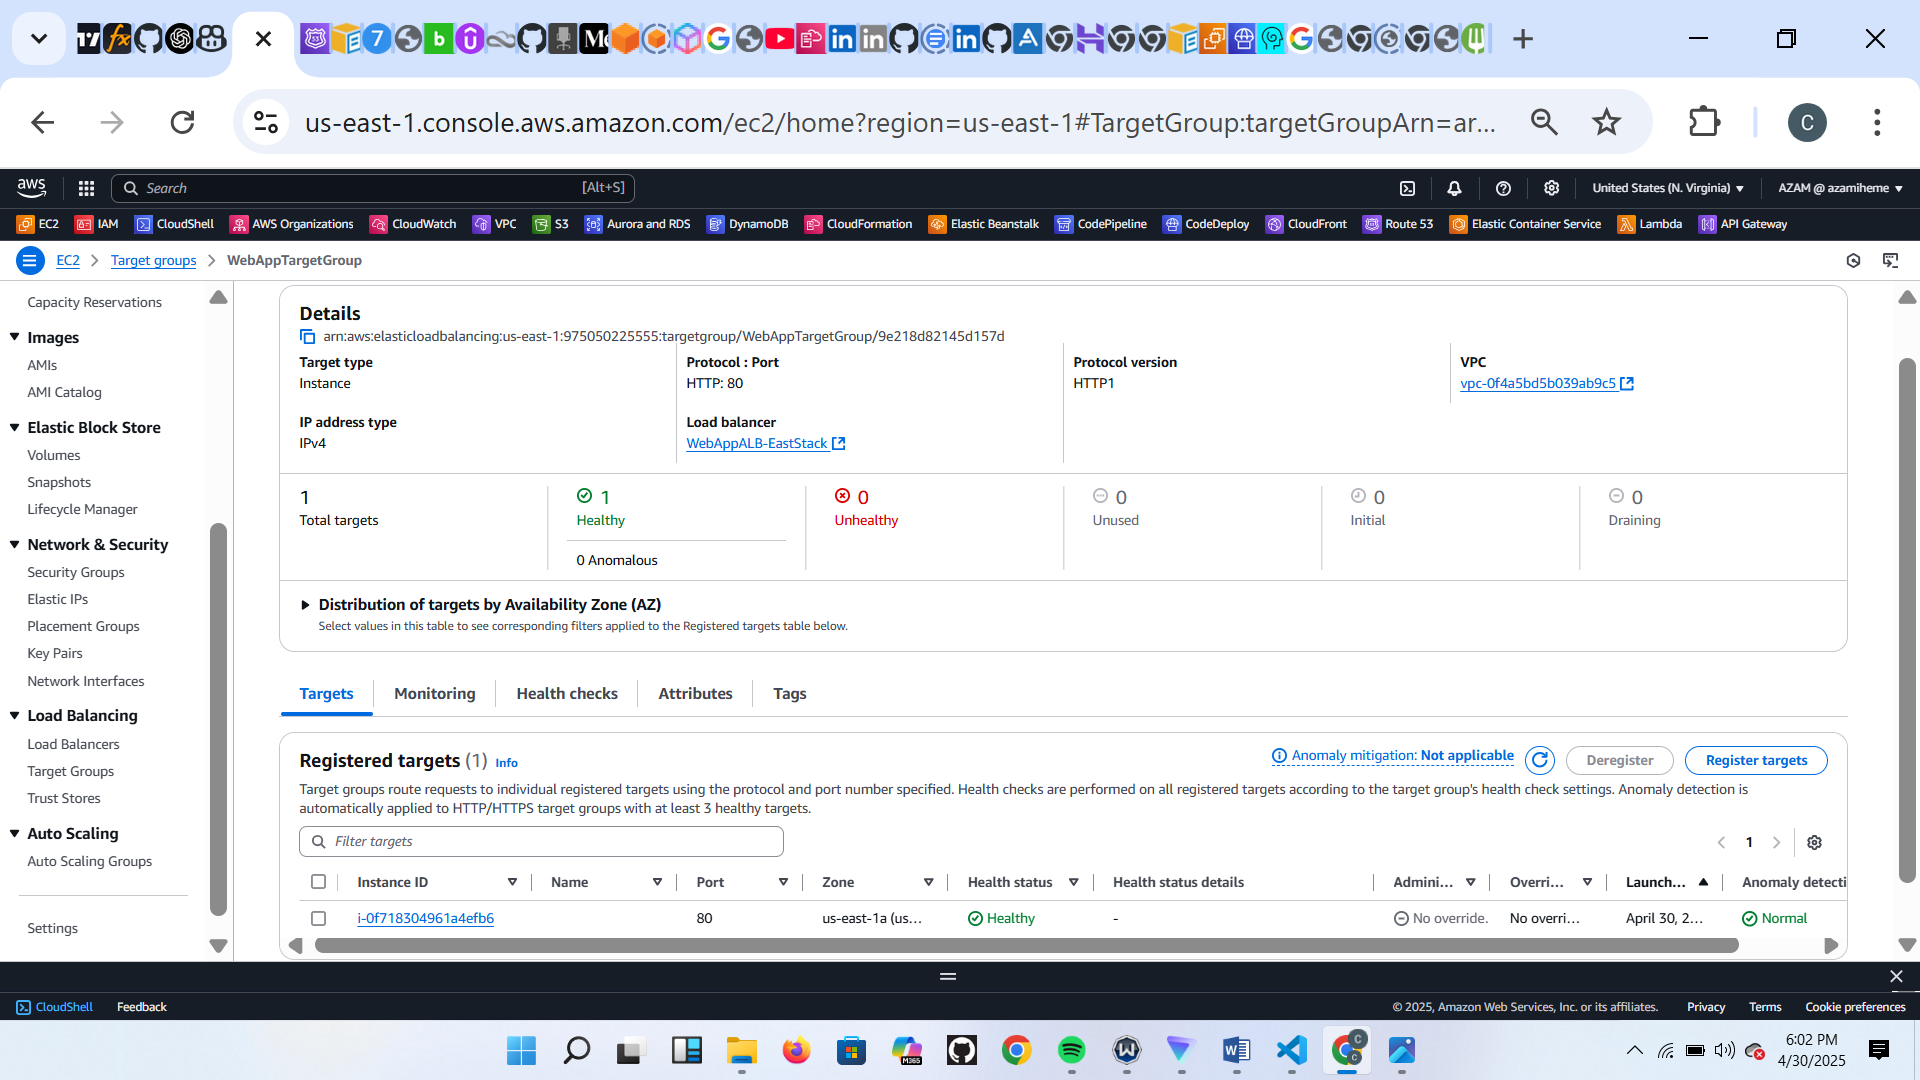 us-east-1.console.aws.amazon.com/ec2/home?region=us-east-1#TargetGroup:targetGroupArn=ar...
C
aws
Search
[Alt+S]
United States (N. Virginia)
AZAM @ azamiheme
EC2
IAM
CloudShell
AWS Organizations
CloudWatch
VPC
S3
Aurora and RDS
DynamoDB
CloudFormation
Elastic Beanstalk
CodePipeline
CodeDeploy
CloudFront
Route 53
Elastic Container Service
Lambda
API Gateway
EC2
Target groups
WebAppTargetGroup
Capacity Reservations
Images
AMIs
AMI Catalog
Elastic Block Store
Volumes
Snapshots
Lifecycle Manager
Network & Security
Security Groups
Elastic IPs
Placement Groups
Key Pairs
Network Interfaces
Load Balancing
Load Balancers
Target Groups
Trust Stores
Auto Scaling
Auto Scaling Groups
Settings
Details
arn:aws:elasticloadbalancing:us-east-1:975050225555:targetgroup/WebAppTargetGroup/9e218d82145d157d
Target type
Instance
Protocol : Port
HTTP: 80
Protocol version
HTTP1
VPC
vpc-0f4a5bd5b039ab9c5
IP address type
IPv4
Load balancer
WebAppALB-EastStack
1
Total targets
1
Healthy
0 Anomalous
0
Unhealthy
0
Unused
0
Initial
0
Draining
Distribution of targets by Availability Zone (AZ)
Select values in this table to see corresponding filters applied to the Registered targets table below.
Targets
Monitoring
Health checks
Attributes
Tags
Registered targets (1) Info
Anomaly mitigation: Not applicable
Deregister
Register targets
Target groups route requests to individual registered targets using the protocol and port number specified. Health checks are performed on all registered targets according to the target group's health check settings. Anomaly detection is
automatically applied to HTTP/HTTPS target groups with at least 3 healthy targets.
Filter targets
1
Instance ID
Name
Port
Zone
Health status
Health status details
Admini...
Overri...
Launch...
Anomaly detecti
i-0f718304961a4efb6
80
us-east-1a (us...
Healthy
-
No override.
No overri...
April 30, 2...
Normal
CloudShell
Feedback
© 2025, Amazon Web Services, Inc. or its affiliates.
Privacy
Terms
Cookie preferences
6:02 PM
4/30/2025